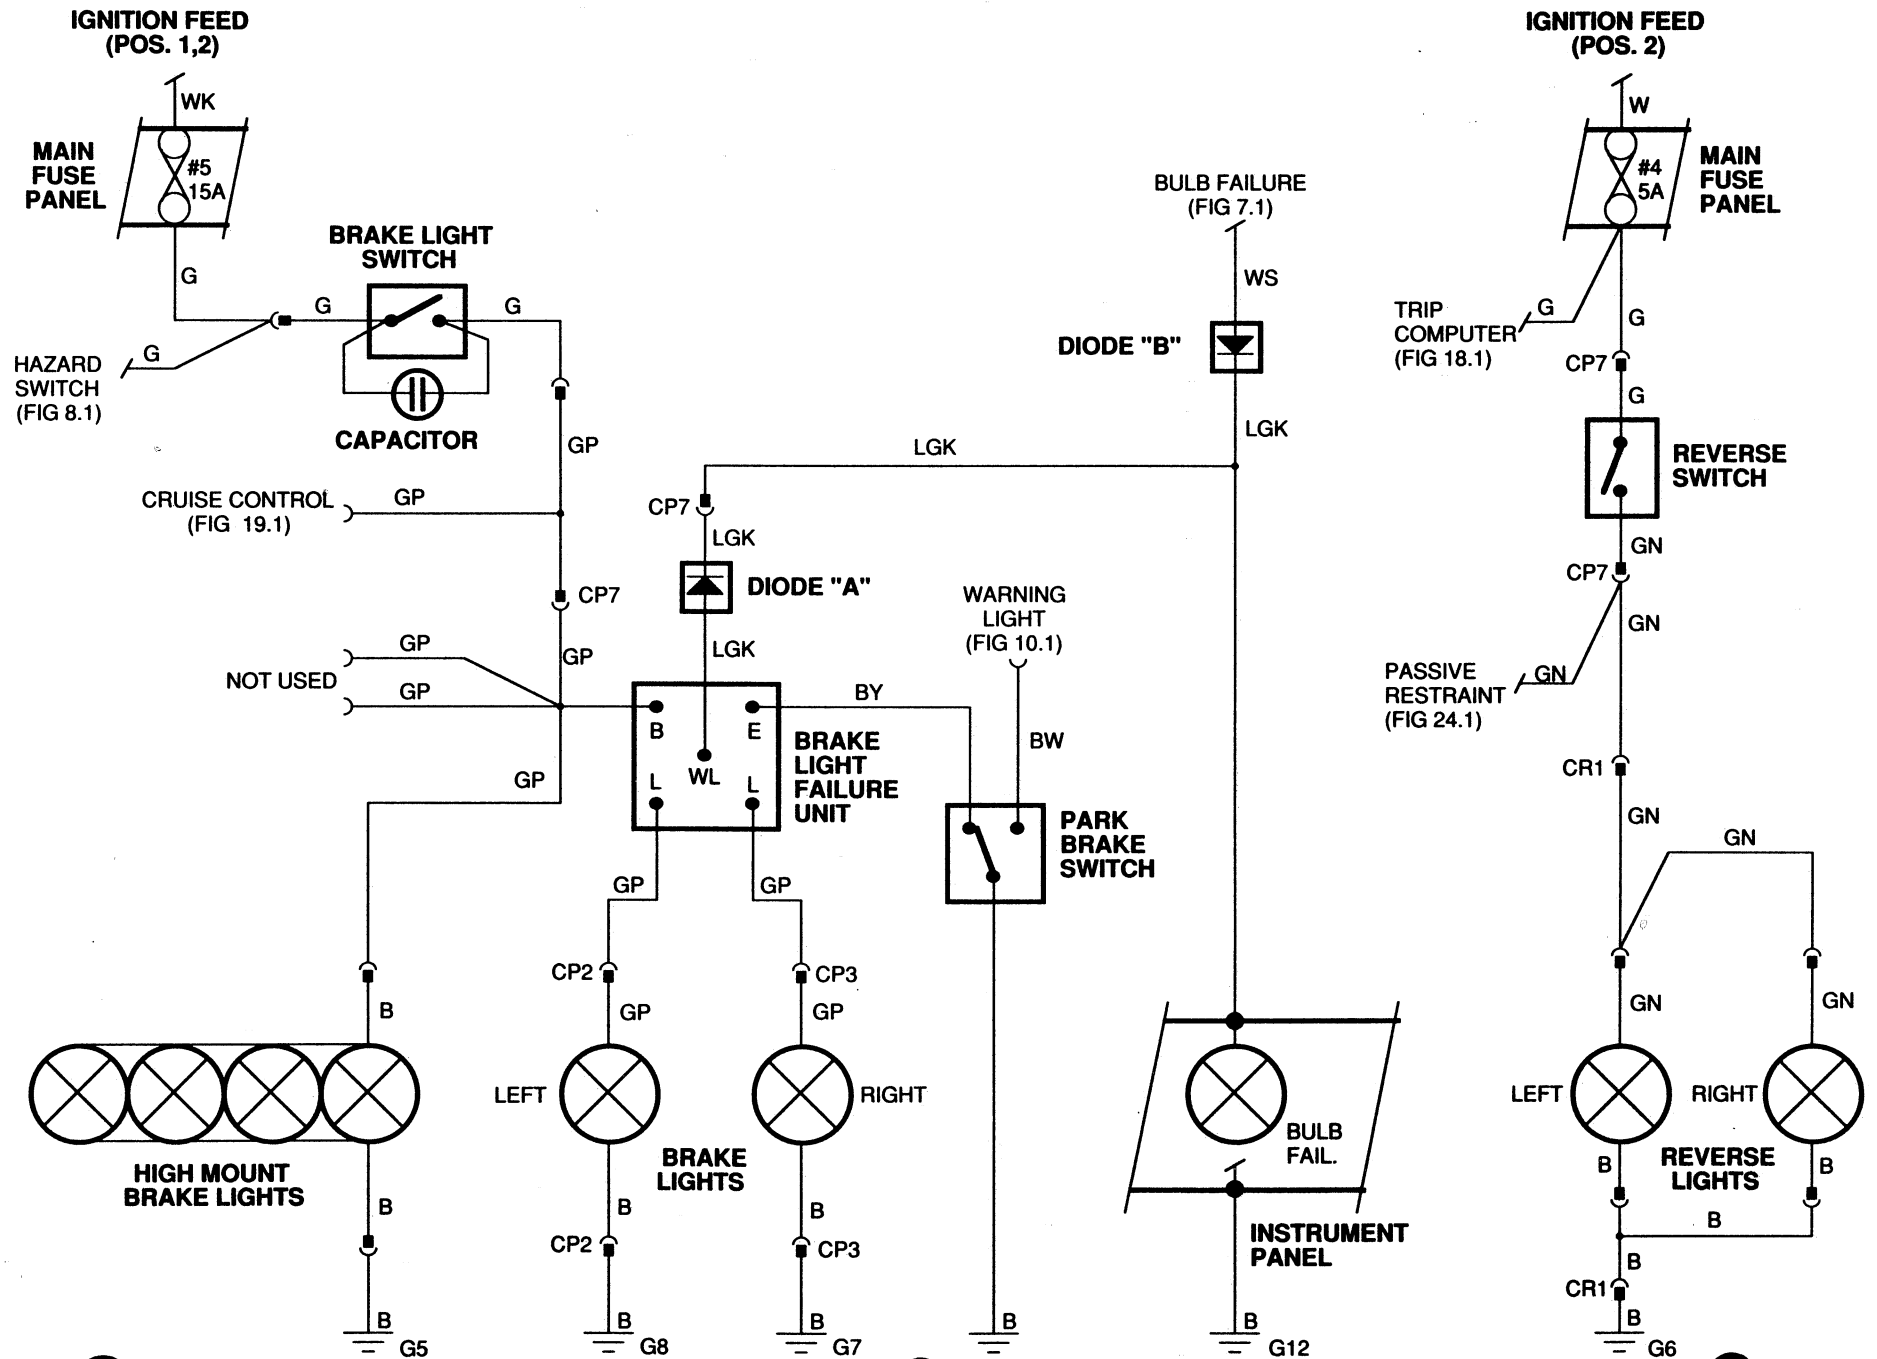 IGNITION FEED
(POS. 1,2)
WK
MAIN
FUSE
PANEL
#5
15A
G
HAZARD
SWITCH
(FIG 8.1)
G
G
BRAKE LIGHT
SWITCH
G
CAPACITOR
GP
CRUISE CONTROL
(FIG 19.1)
GP
CP7
GP
NOT USED
GP
GP
GP
B
HIGH MOUNT
BRAKE LIGHTS
B
B
G5
LGK
CP7
LGK
DIODE "A"
LGK
B
E
WL
L
L
BRAKE
LIGHT
FAILURE
UNIT
BY
WARNING
LIGHT
(FIG 10.1)
BW
PARK
BRAKE
SWITCH
B
GP
GP
CP2
CP3
GP
GP
LEFT
RIGHT
BRAKE
LIGHTS
B
B
CP2
CP3
B
G8
B
G7
BULB FAILURE
(FIG 7.1)
WS
DIODE "B"
LGK
BULB
FAIL.
INSTRUMENT
PANEL
B
G12
IGNITION FEED
(POS. 2)
W
#4
5A
MAIN
FUSE
PANEL
TRIP
COMPUTER
(FIG 18.1)
G
G
CP7
G
REVERSE
SWITCH
GN
CP7
GN
PASSIVE
RESTRAINT
(FIG 24.1)
GN
CR1
GN
GN
GN
GN
LEFT
RIGHT
REVERSE
LIGHTS
B
B
B
B
CR1
B
G6